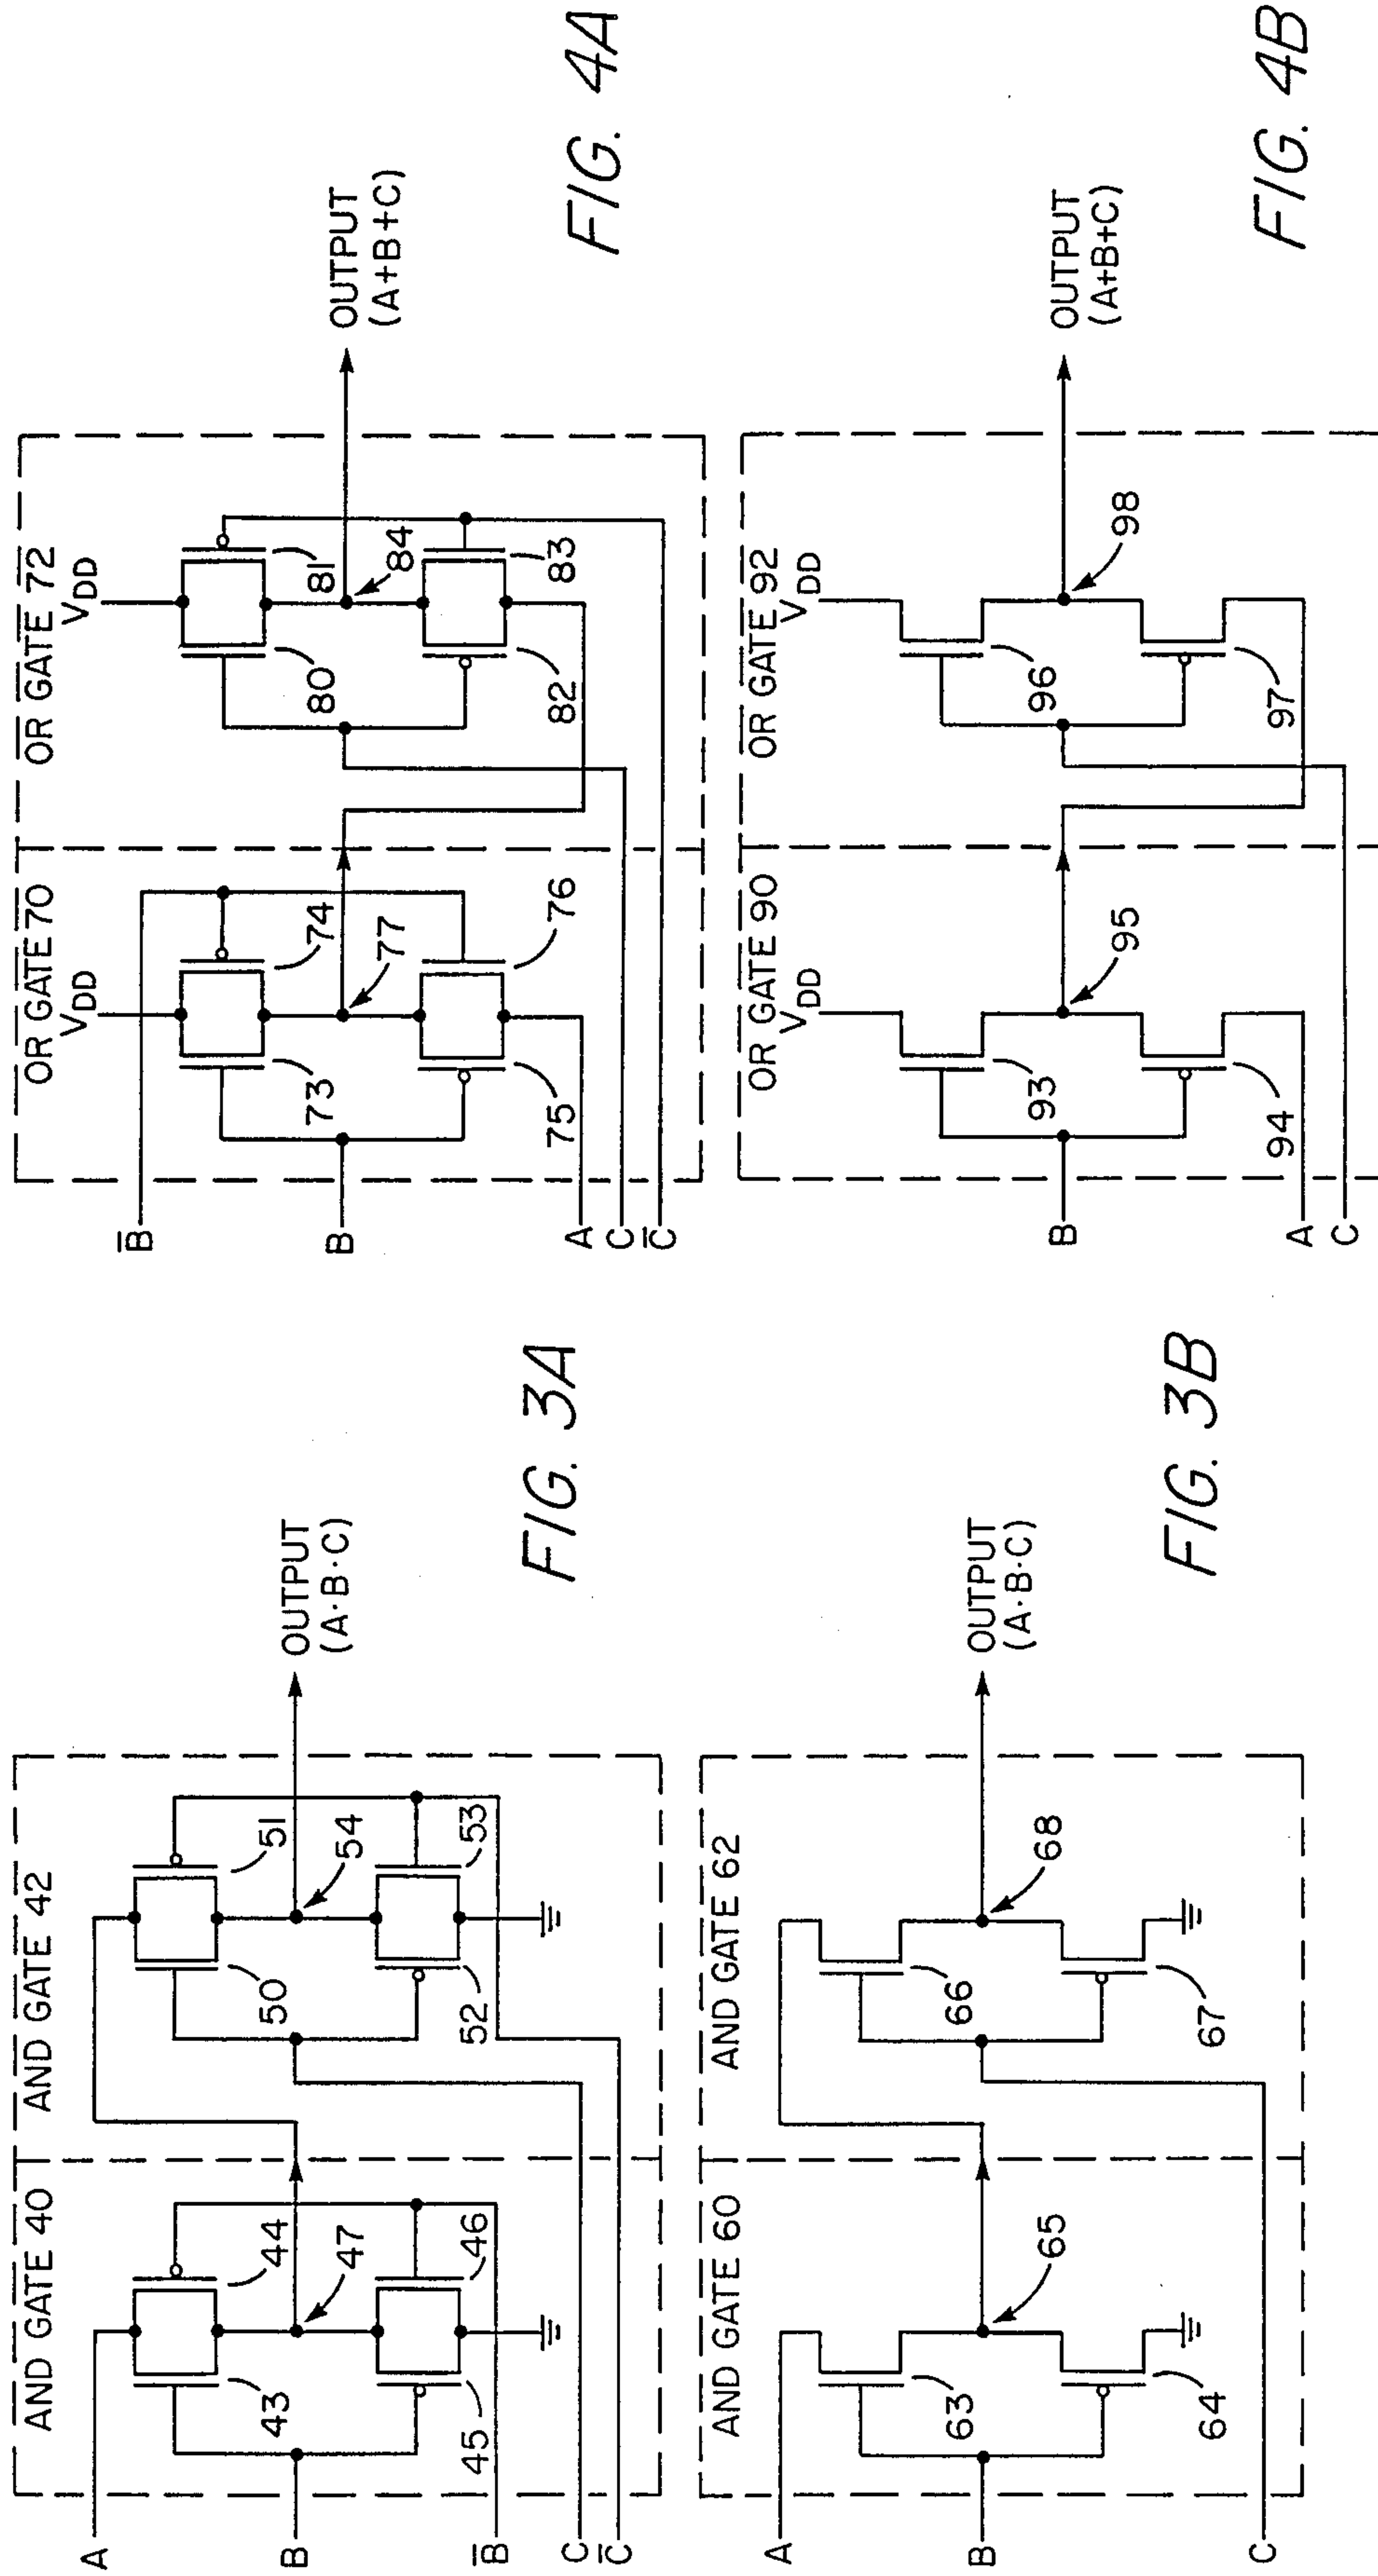 AND GATE 40
AND GATE 42
A
43
44
50
51
B
47
54
OUTPUT
(A·B·C)
45
46
52
53
B̅
C
C̅
FIG. 3A
AND GATE 60
AND GATE 62
A
63
66
B
65
68
OUTPUT
(A·B·C)
64
67
C
FIG. 3B
OR GATE 70
OR GATE 72
VDD
VDD
B̅
73
74
80
81
B
77
84
OUTPUT
(A+B+C)
75
76
82
83
A
C
C̅
FIG. 4A
OR GATE 90
OR GATE 92
VDD
VDD
93
96
B
95
98
OUTPUT
(A+B+C)
94
97
A
C
FIG. 4B